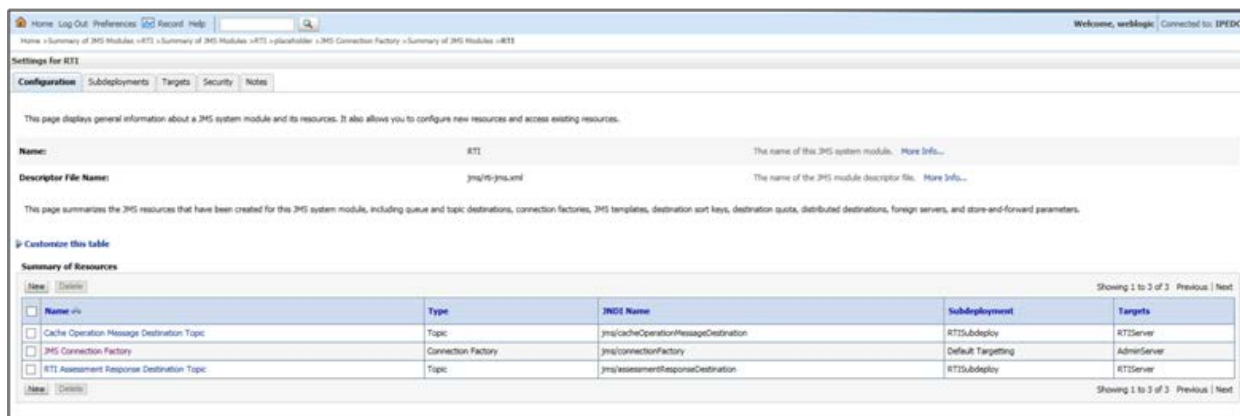 Home Log Out Preferences Record Help Welcome, weblogic Connected to: IPEDC
Home >Summary of JMS Modules >RTI >Summary of JMS Modules >RTI >placeholder >JMS Connection Factory >Summary of JMS Modules >RTI
Settings for RTI
Configuration Subdeployments Targets Security Notes
This page displays general information about a JMS system module and its resources. It also allows you to configure new resources and access existing resources.
Name: RTI The name of this JMS system module. More Info...
Descriptor File Name: jms/rti-jms.xml The name of the JMS module descriptor file. More Info...
This page summarizes the JMS resources that have been created for this JMS system module, including queue and topic destinations, connection factories, JMS templates, destination sort keys, destination quota, distributed destinations, foreign servers, and store-and-forward parameters.
Customize this table
Summary of Resources
New Delete Showing 1 to 3 of 3 Previous | Next
Name Type JNDI Name Subdeployment Targets
Cache Operation Message Destination Topic Topic jms/cacheOperationMessageDestination RTISubdeploy RTIServer
JMS Connection Factory Connection Factory jms/connectionFactory Default Targetting AdminServer
RTI Assessment Response Destination Topic Topic jms/assessmentResponseDestination RTISubdeploy RTIServer
New Delete Showing 1 to 3 of 3 Previous | Next